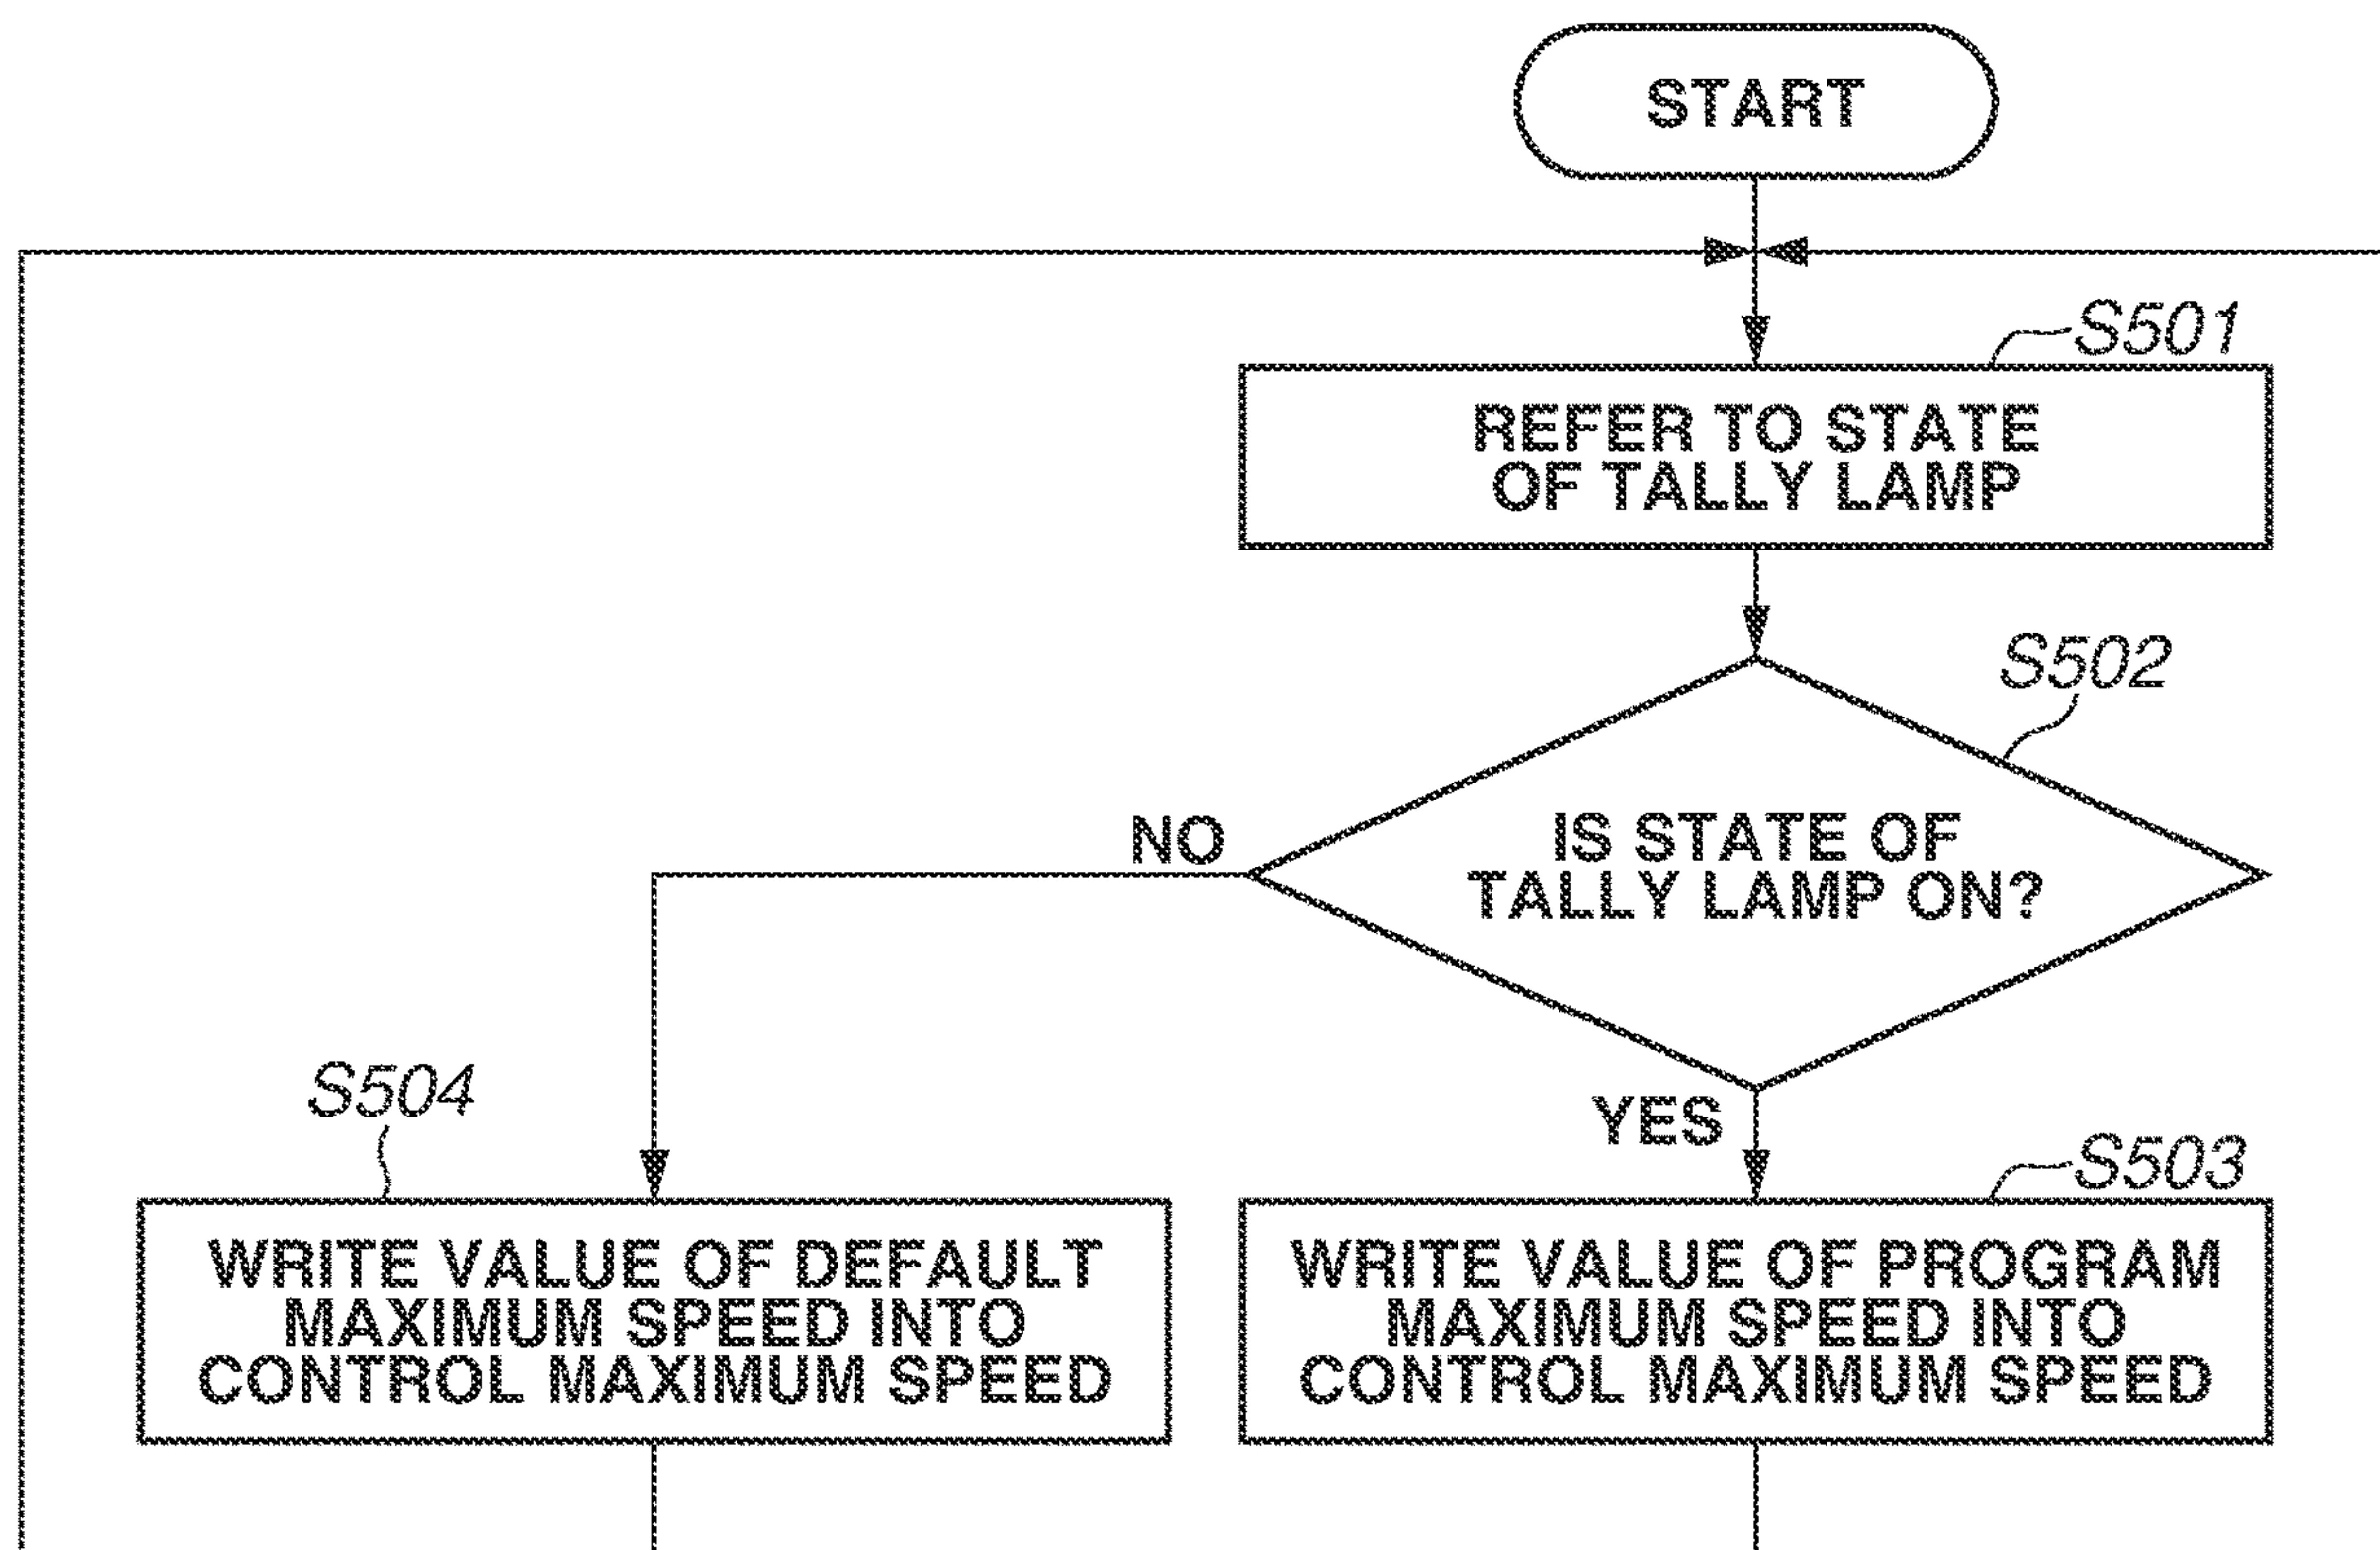 START
S501
REFER TO STATE
OF TALLY LAMP
S502
IS STATE OF
TALLY LAMP ON?
NO
YES
S504
WRITE VALUE OF DEFAULT
MAXIMUM SPEED INTO
CONTROL MAXIMUM SPEED
S503
WRITE VALUE OF PROGRAM
MAXIMUM SPEED INTO
CONTROL MAXIMUM SPEED